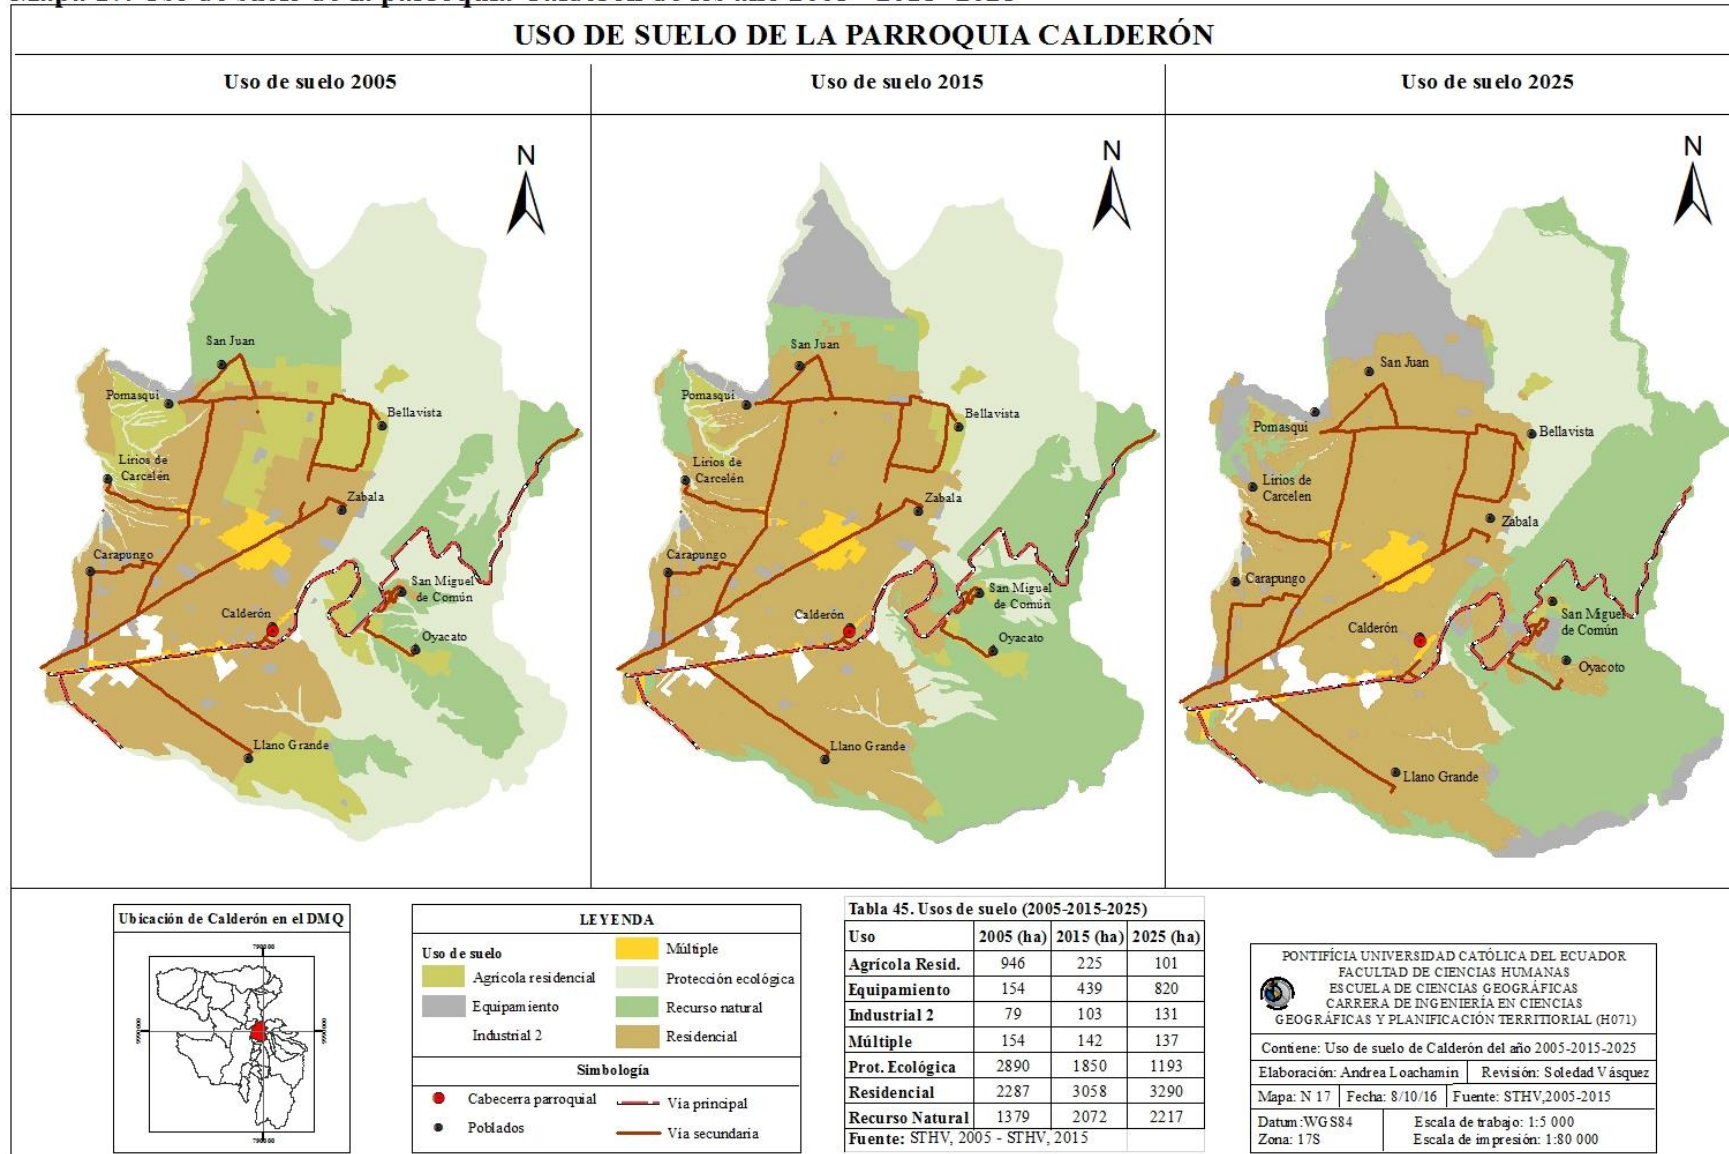 USO DE SUELO DE LA PARROQUIA CALDERÓN
Uso de suelo 2005
Uso de suelo 2015
Uso de suelo 2025
N
San Juan
Pomasqui
Bellavista
Lirios de
Carcelén
Zabala
Carapungo
San Miguel
de Común
Calderón
Oyacato
Llano Grande
N
San Juan
Pomasqui
Bellavista
Lirios de
Carcelén
Zabala
Carapungo
San Miguel
de Común
Calderón
Oyacato
Llano Grande
N
San Juan
Pomasqui
Bellavista
Lirios de
Carcelen
Zabala
Carapungo
San Miguel
de Común
Calderón
Oyacoto
Llano Grande
Ubicación de Calderón en el DMQ
LEYENDA
Uso de suelo
Agrícola residencial
Equipamiento
Industrial 2
Múltiple
Protección ecológica
Recurso natural
Residencial
Simbología
Cabecerra parroquial
Poblados
Via principal
Via secundaria
Tabla 45. Usos de suelo (2005-2015-2025)
Uso 2005 (ha) 2015 (ha) 2025 (ha)
Agrícola Resid. 946 225 101
Equipamiento 154 439 820
Industrial 2 79 103 131
Múltiple 154 142 137
Prot. Ecológica 2890 1850 1193
Residencial 2287 3058 3290
Recurso Natural 1379 2072 2217
Fuente: STHV, 2005 - STHV, 2015
PONTIFÍCIA UNIVERSIDAD CATÓLICA DEL ECUADOR
FACULTAD DE CIENCIAS HUMANAS
ESCUELA DE CIENCIAS GEOGRÁFICAS
CARRERA DE INGENIERÍA EN CIENCIAS
GEOGRÁFICAS Y PLANIFICACIÓN TERRITIORIAL (H071)
Contiene: Uso de suelo de Calderón del año 2005-2015-2025
Elaboración: Andrea Loachamin Revisión: Soledad Vásquez
Mapa: N 17 Fecha: 8/10/16 Fuente: STHV,2005-2015
Datum:WGS84 Escala de trabajo: 1:5 000
Zona: 17S Escala de impresión: 1:80 000